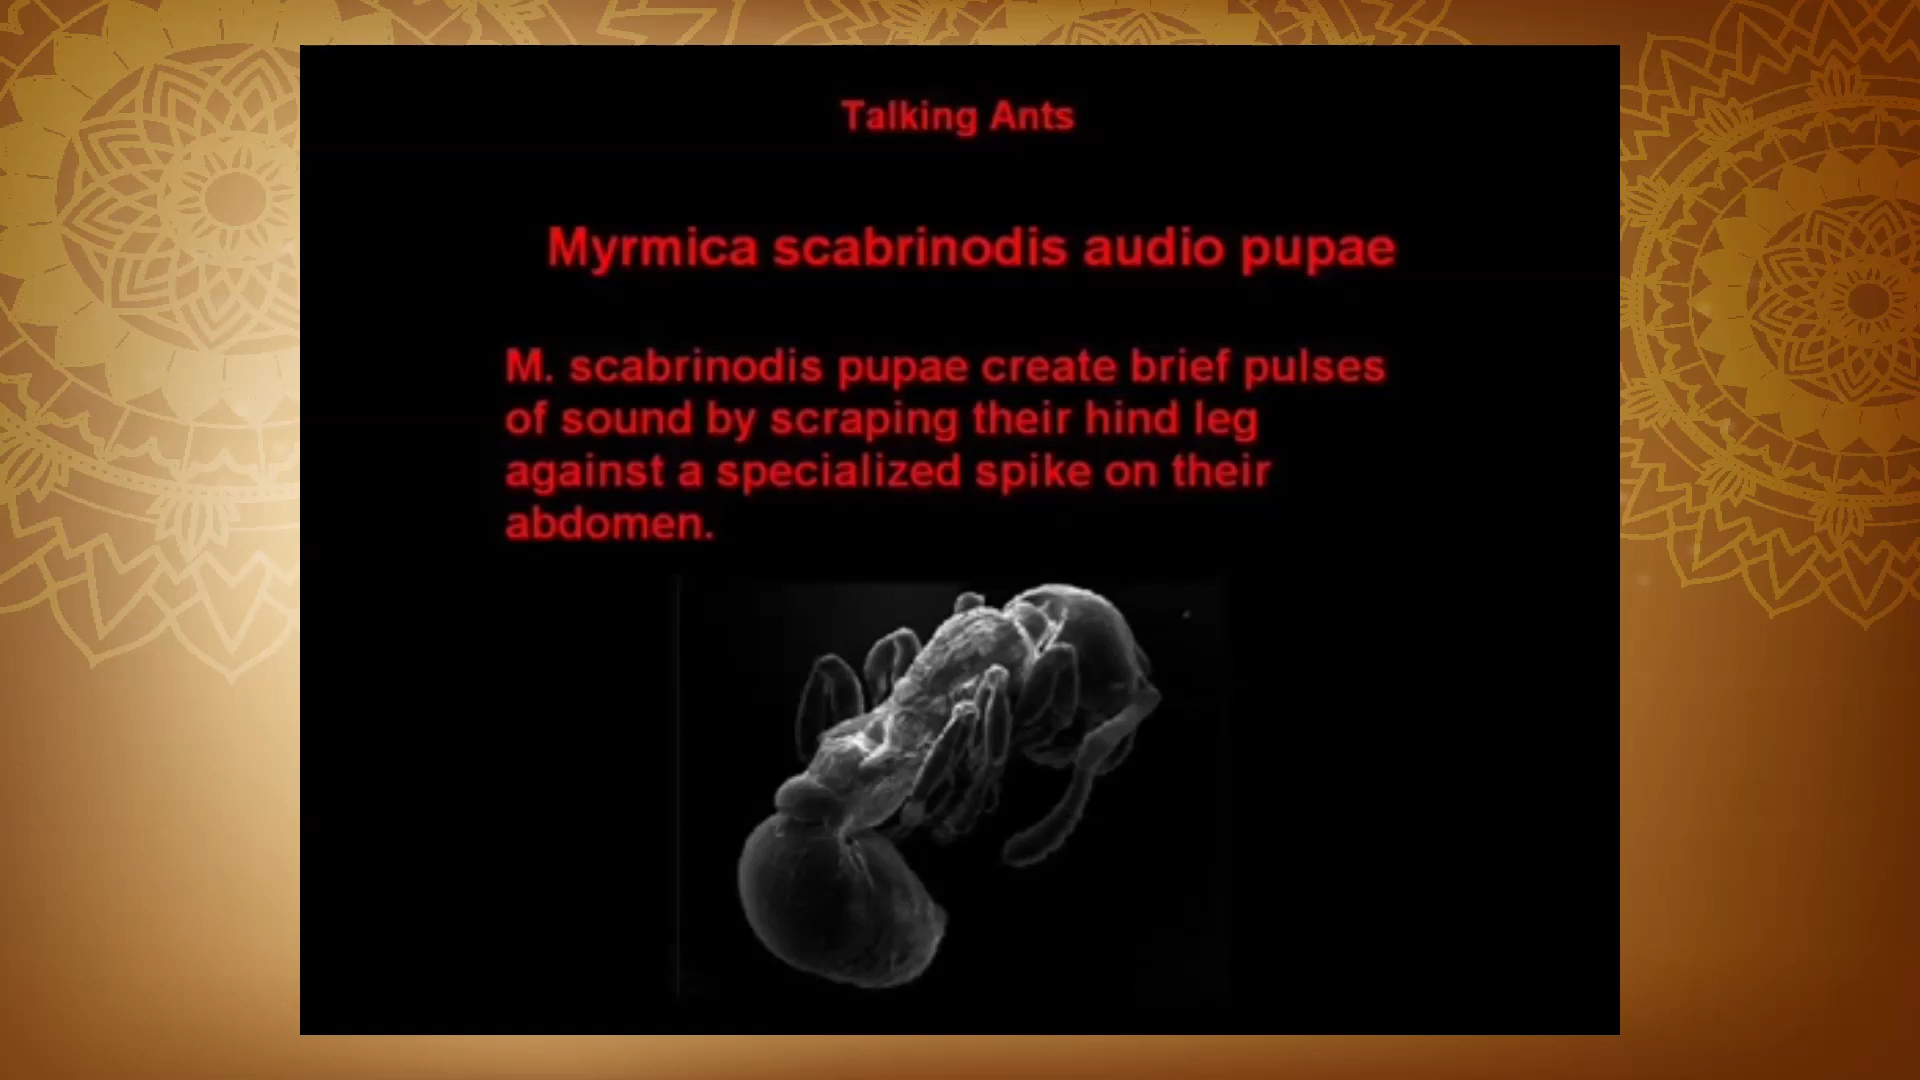 Talking Ants
Myrmica scabrinodis audio pupae
M. scabrinodis pupae create brief pulses
of sound by scraping their hind leg
against a specialized spike on their
abdomen.